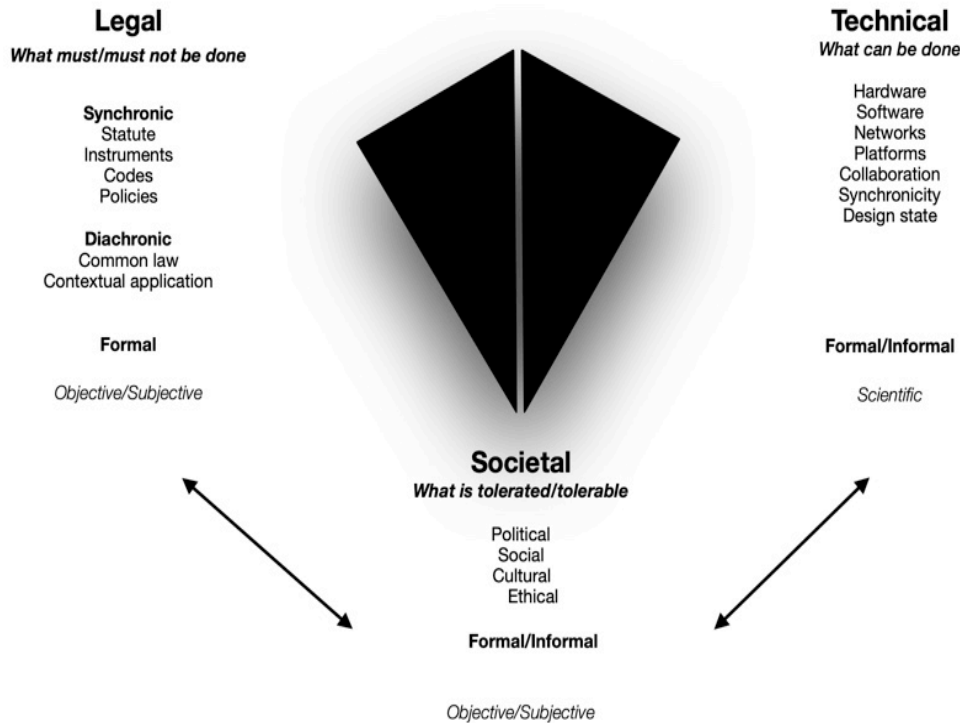 Legal
What must/must not be done
Synchronic
Statute
Instruments
Codes
Policies
Diachronic
Common law
Contextual application
Formal
Objective/Subjective
Technical
What can be done
Hardware
Software
Networks
Platforms
Collaboration
Synchronicity
Design state
Formal/Informal
Scientific
Societal
What is tolerated/tolerable
Political
Social
Cultural
Ethical
Formal/Informal
Objective/Subjective